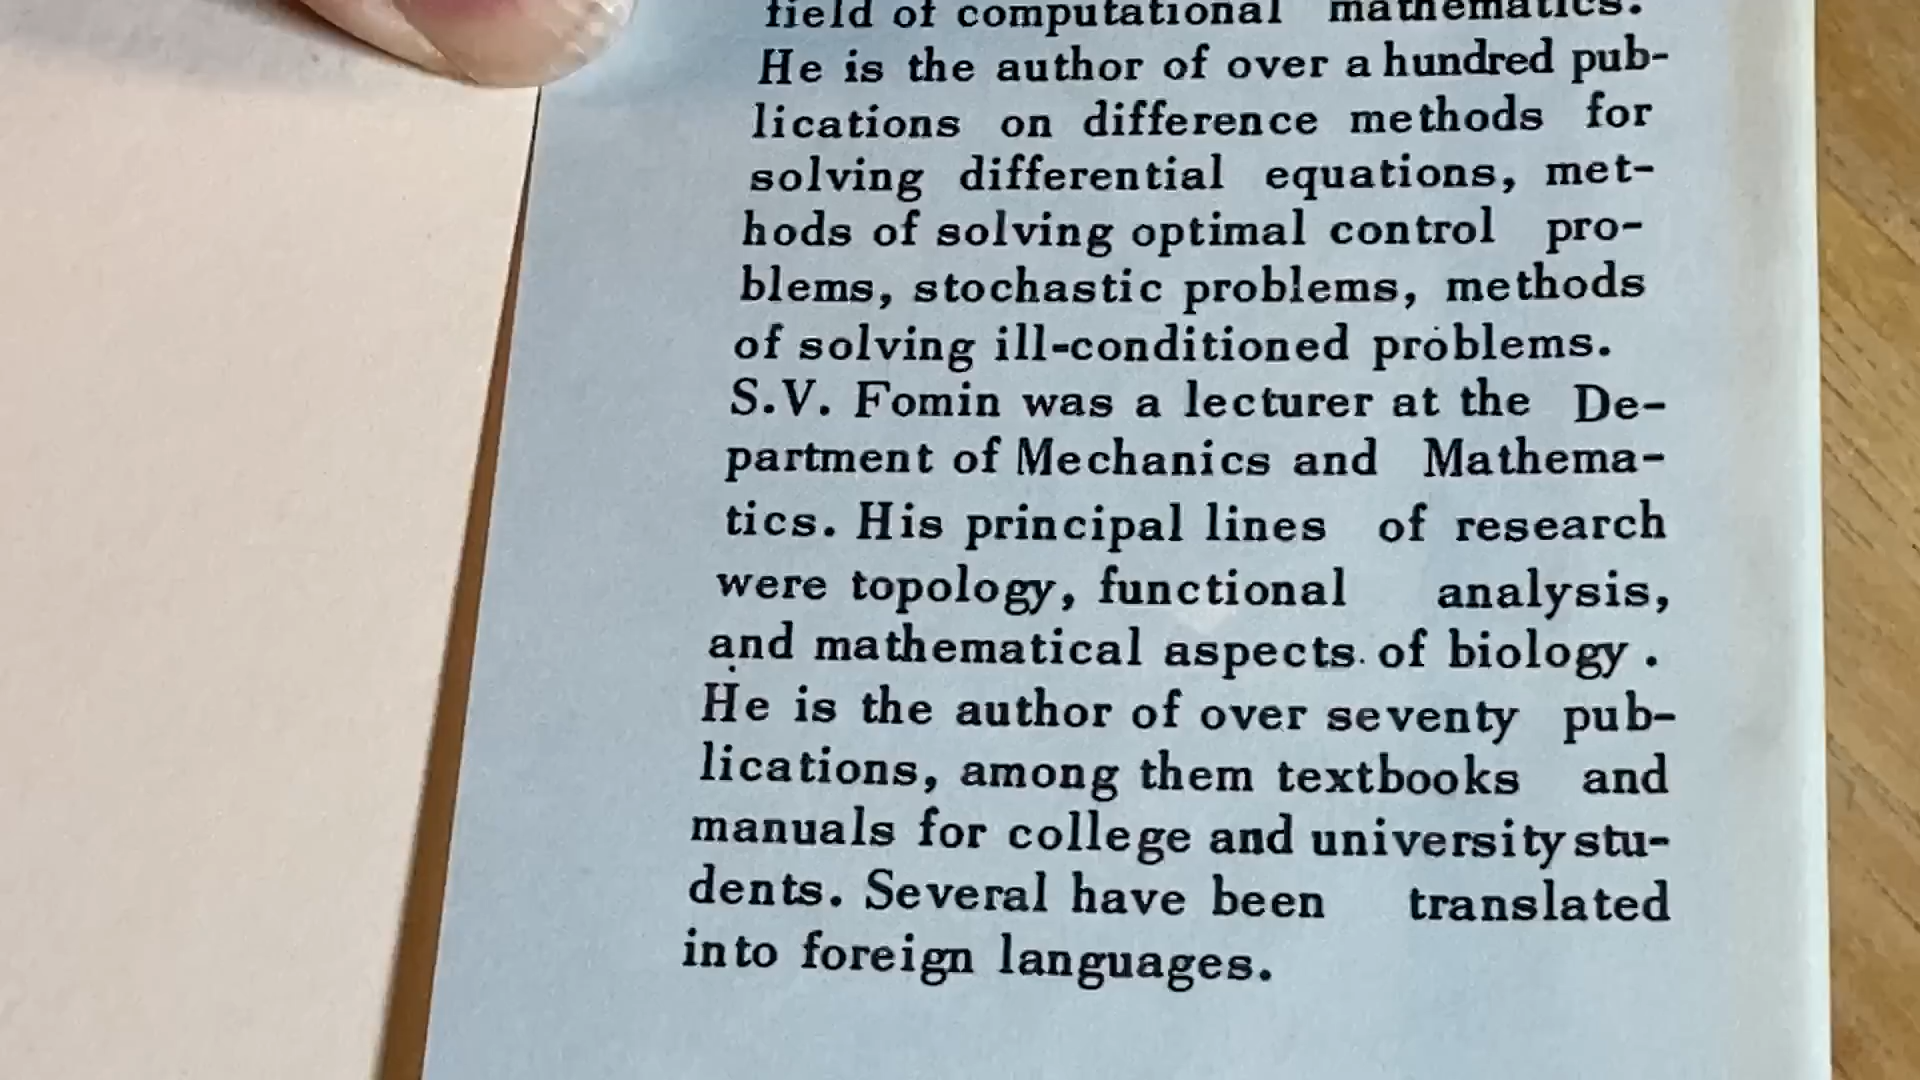 field of computational mathematics.
He is the author of over a hundred pub-
lications on difference methods for
solving differential equations, met-
hods of solving optimal control pro-
blems, stochastic problems, methods
of solving ill-conditioned problems.
S.V. Fomin was a lecturer at the De-
partment of Mechanics and Mathema-
tics. His principal lines of research
were topology, functional analysis,
and mathematical aspects of biology .
He is the author of over seventy pub-
lications, among them textbooks and
manuals for college and university stu-
dents. Several have been translated
into foreign languages.